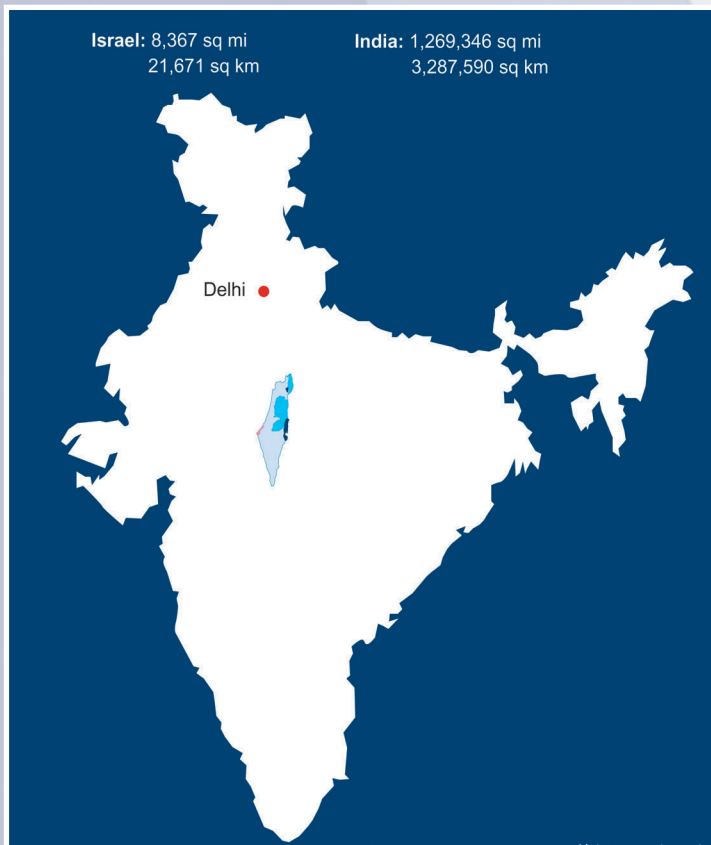 Israel: 8,367 sq mi
21,671 sq km
India: 1,269,346 sq mi
3,287,590 sq km
Delhi